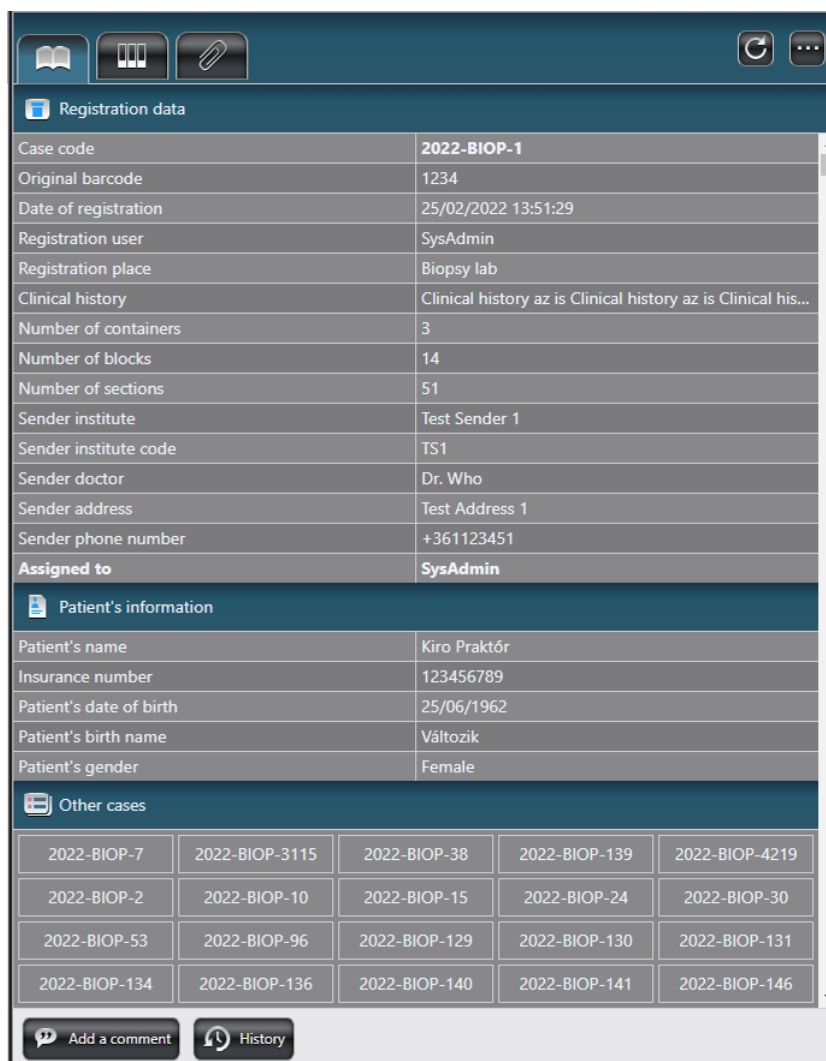 Registration data
Case code 2022-BIOP-1
Original barcode 1234
Date of registration 25/02/2022 13:51:29
Registration user SysAdmin
Registration place Biopsy lab
Clinical history Clinical history az is Clinical history az is Clinical his...
Number of containers 3
Number of blocks 14
Number of sections 51
Sender institute Test Sender 1
Sender institute code TS1
Sender doctor Dr. Who
Sender address Test Address 1
Sender phone number +361123451
Assigned to SysAdmin
Patient's information
Patient's name Kiro Praktőr
Insurance number 123456789
Patient's date of birth 25/06/1962
Patient's birth name Változik
Patient's gender Female
Other cases
2022-BIOP-7 2022-BIOP-3115 2022-BIOP-38 2022-BIOP-139 2022-BIOP-4219
2022-BIOP-2 2022-BIOP-10 2022-BIOP-15 2022-BIOP-24 2022-BIOP-30
2022-BIOP-53 2022-BIOP-96 2022-BIOP-129 2022-BIOP-130 2022-BIOP-131
2022-BIOP-134 2022-BIOP-136 2022-BIOP-140 2022-BIOP-141 2022-BIOP-146
Add a comment History